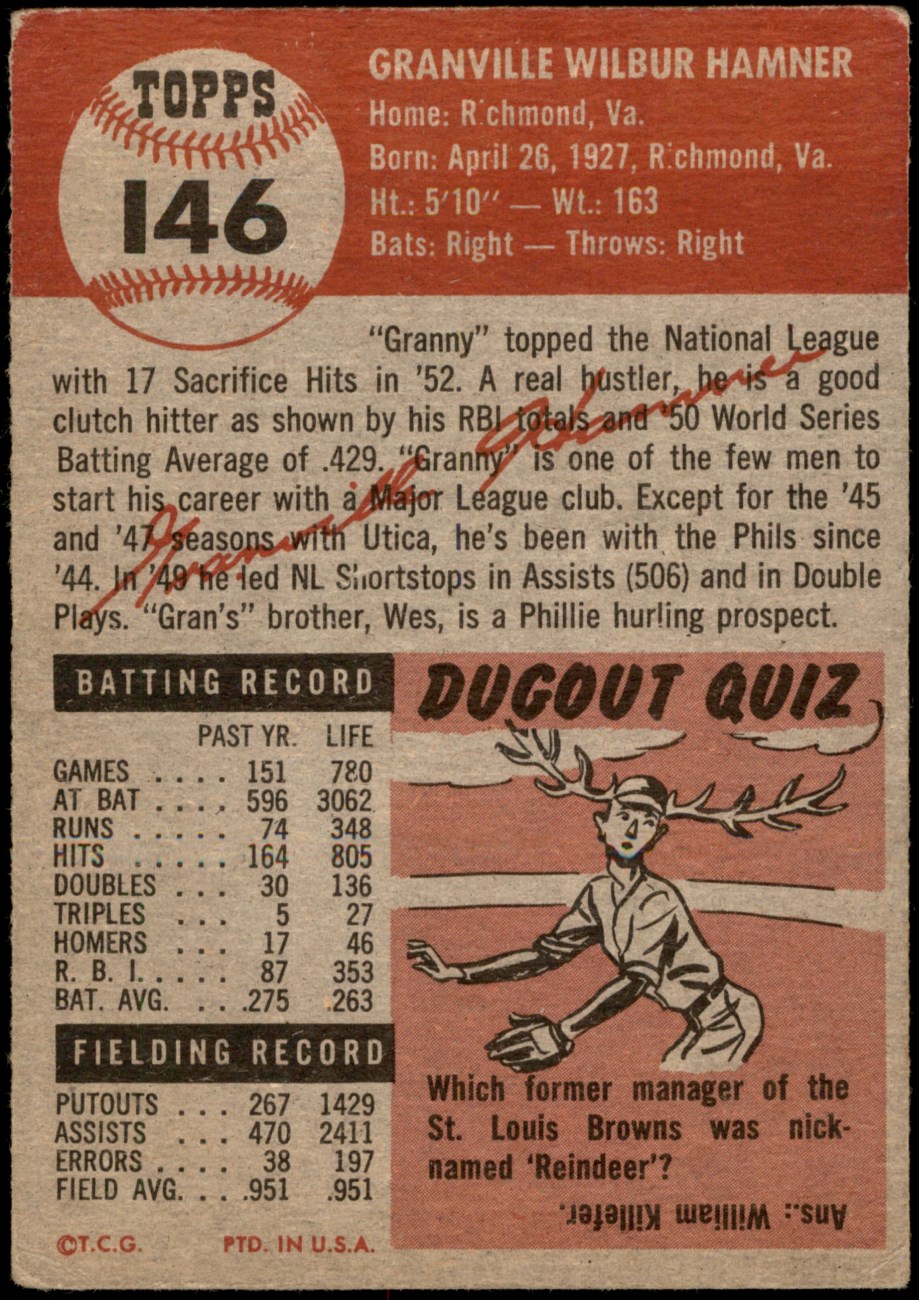 TOPPS
146
GRANVILLE WILBUR HAMNER
Home: Richmond, Va.
Born: April 26, 1927, Richmond, Va.
Ht.: 5'10" — Wt.: 163
Bats: Right — Throws: Right
"Granny" topped the National League
with 17 Sacrifice Hits in '52. A real hustler, he is a good
clutch hitter as shown by his RBI totals and '50 World Series
Batting Average of .429. "Granny" is one of the few men to
start his career with a Major League club. Except for the '45
and '47 seasons with Utica, he's been with the Phils since
'44. In '49 he led NL Shortstops in Assists (506) and in Double
Plays. "Gran's" brother, Wes, is a Phillie hurling prospect.
Granville Hamner
BATTING RECORD
PAST YR. LIFE
GAMES .... 151 780
AT BAT .... 596 3062
RUNS ..... 74 348
HITS ..... 164 805
DOUBLES ... 30 136
TRIPLES ... 5 27
HOMERS ... 17 46
R. B. I..... 87 353
BAT. AVG. ... .275 .263
FIELDING RECORD
PUTOUTS ... 267 1429
ASSISTS ... 470 2411
ERRORS .... 38 197
FIELD AVG. ... .951 .951
©T.C.G. PTD. IN U.S.A.
DUGOUT QUIZ
Which former manager of the
St. Louis Browns was nick-
named 'Reindeer'?
Ans.: William Killefer.